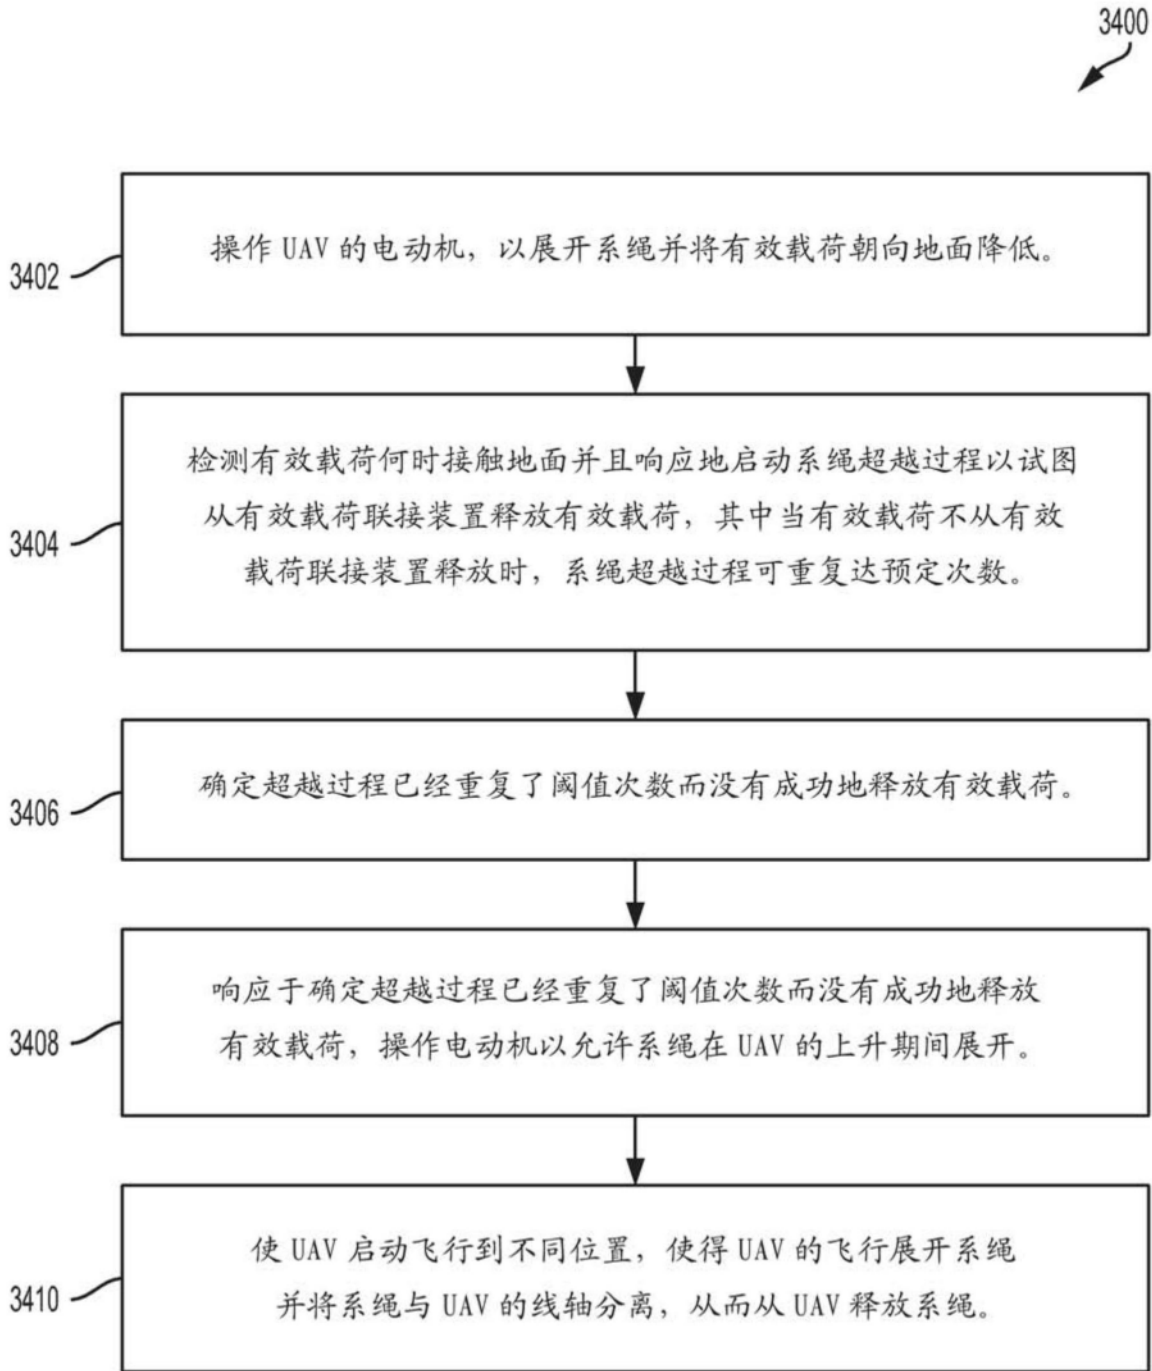 3400
3402
操作 UAV 的电动机，以展开系绳并将有效载荷朝向地面降低。
3404
检测有效载荷何时接触地面并且响应地启动系绳超越过程以试图
从有效载荷联接装置释放有效载荷，其中当有效载荷不从有效
载荷联接装置释放时，系绳超越过程可重复达预定次数。
3406
确定超越过程已经重复了阈值次数而没有成功地释放有效载荷。
3408
响应于确定超越过程已经重复了阈值次数而没有成功地释放
有效载荷，操作电动机以允许系绳在 UAV 的上升期间展开。
3410
使 UAV 启动飞行到不同位置，使得 UAV 的飞行展开系绳
并将系绳与 UAV 的线轴分离，从而从 UAV 释放系绳。